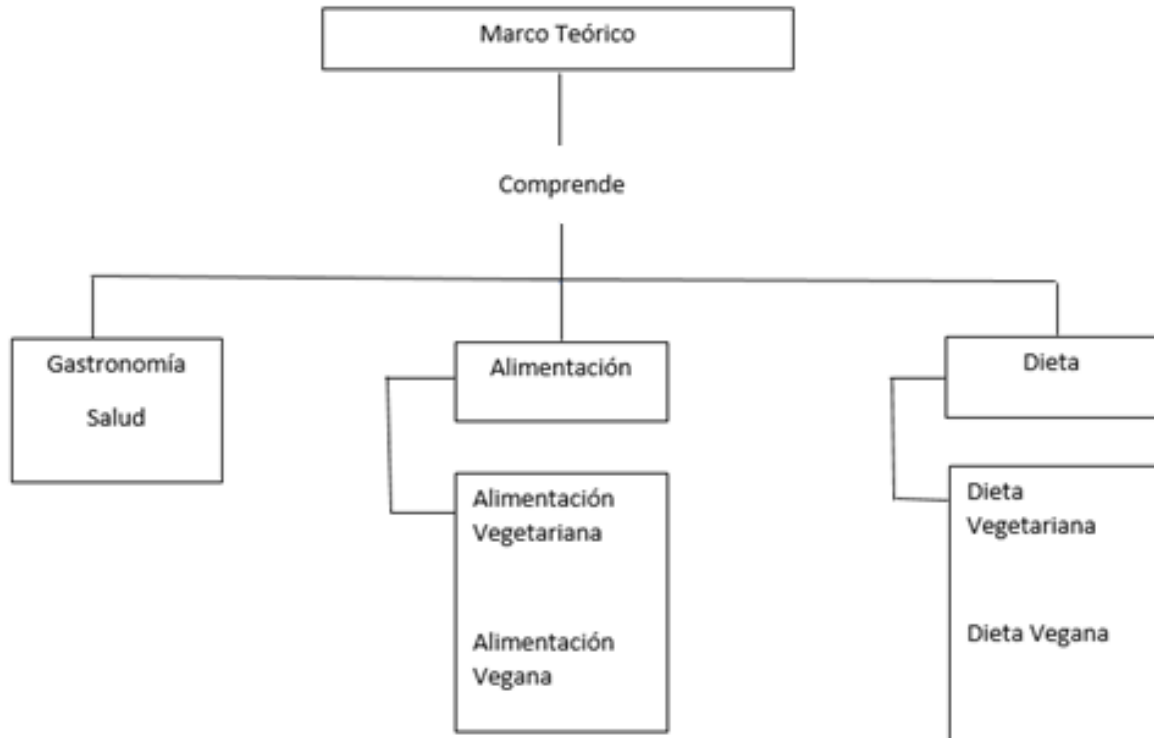 Marco Teórico
Comprende
Gastronomía
Salud
Alimentación
Alimentación
Vegetariana
Alimentación
Vegana
Dieta
Dieta
Vegetariana
Dieta Vegana